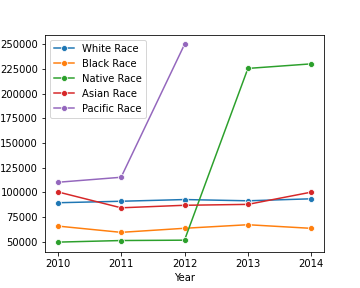 250000
225000
200000
175000
150000
125000
100000
75000
50000
White Race
Black Race
Native Race
Asian Race
Pacific Race
2010 2011 2012 2013 2014
Year